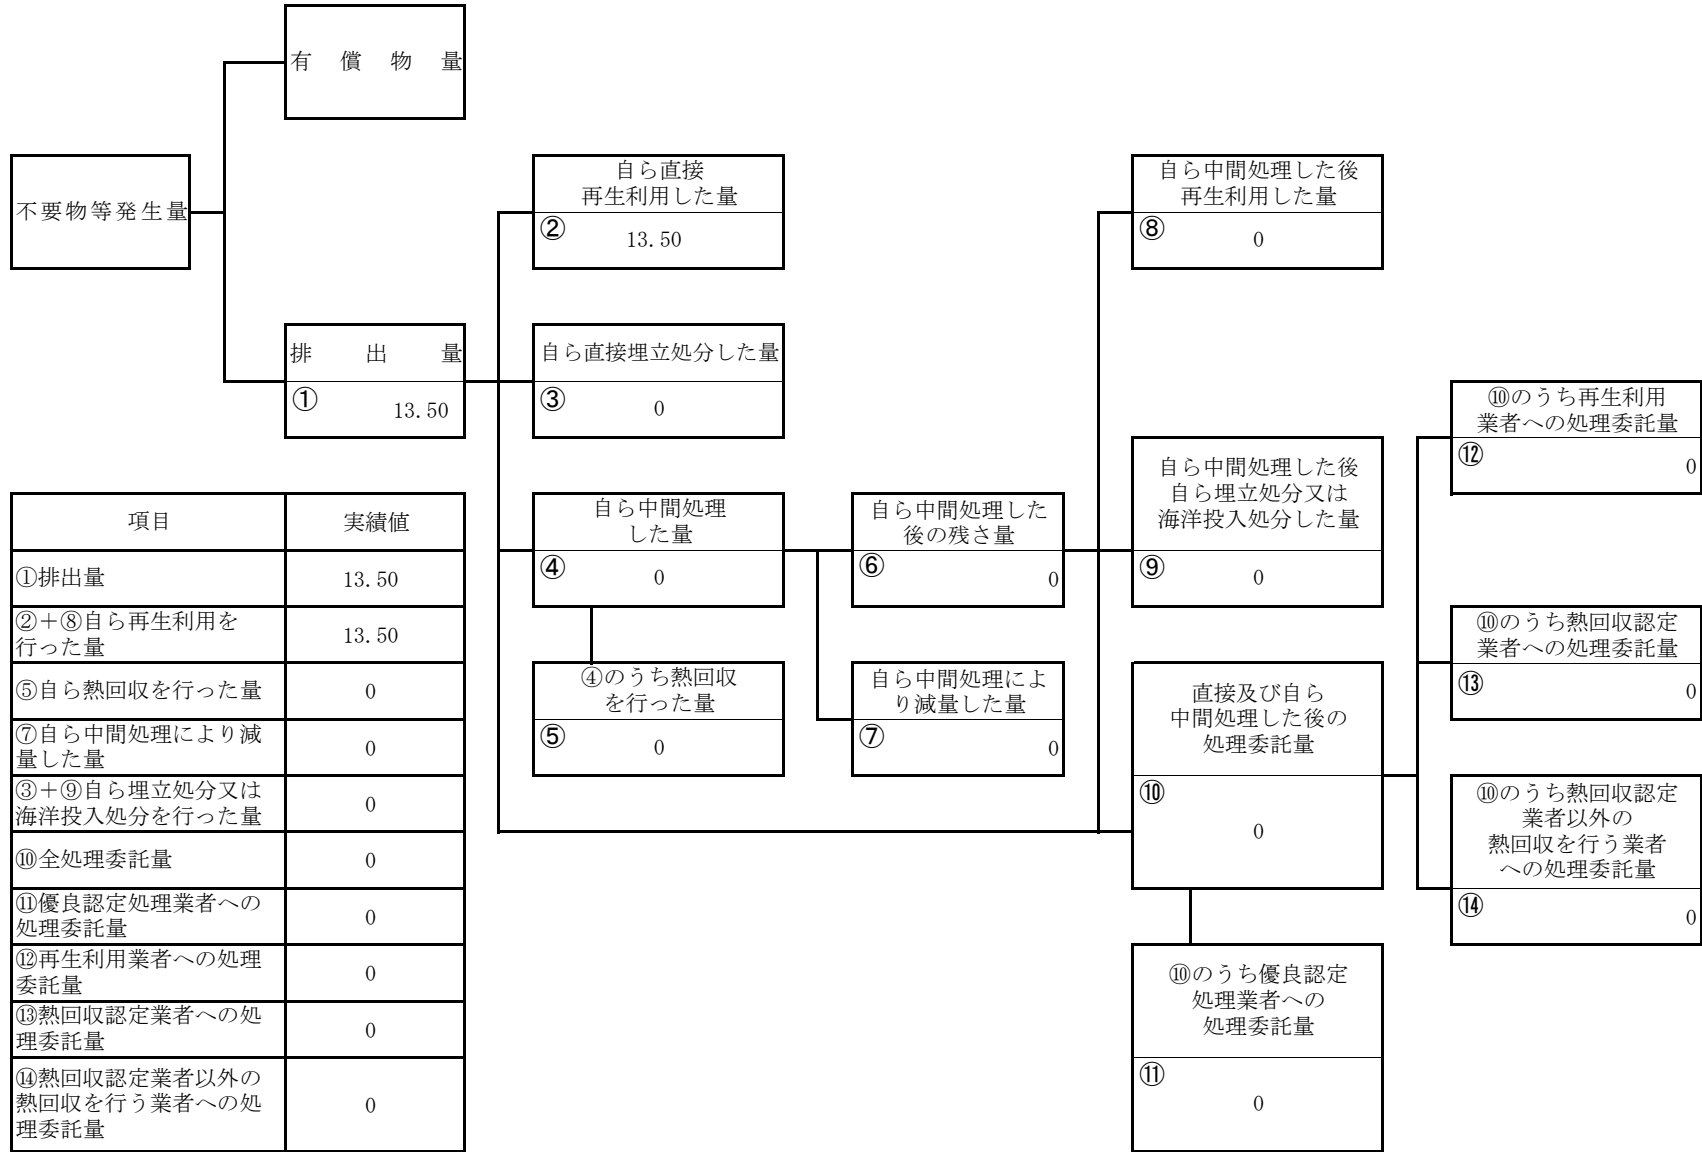 有償物量
不要物等発生量
排出量
①
13.50
自ら直接
再生利用した量
②
13.50
自ら直接埋立処分した量
③
0
自ら中間処理
した量
④
0
④のうち熱回収
を行った量
⑤
0
自ら中間処理した
後の残さ量
⑥
0
自ら中間処理によ
り減量した量
⑦
0
自ら中間処理した後
再生利用した量
⑧
0
自ら中間処理した後
自ら埋立処分又は
海洋投入処分した量
⑨
0
直接及び自ら
中間処理した後の
処理委託量
⑩
0
⑩のうち優良認定
処理業者への
処理委託量
⑪
0
⑩のうち再生利用
業者への処理委託量
⑫
0
⑩のうち熱回収認定
業者への処理委託量
⑬
0
⑩のうち熱回収認定
業者以外の
熱回収を行う業者
への処理委託量
⑭
0
項目 実績値
①排出量 13.50
②+⑧自ら再生利用を
行った量 13.50
⑤自ら熱回収を行った量 0
⑦自ら中間処理により減
量した量 0
③+⑨自ら埋立処分又は
海洋投入処分を行った量 0
⑩全処理委託量 0
⑪優良認定処理業者への
処理委託量 0
⑫再生利用業者への処理
委託量 0
⑬熱回収認定業者への処
理委託量 0
⑭熱回収認定業者以外の
熱回収を行う業者への処
理委託量 0